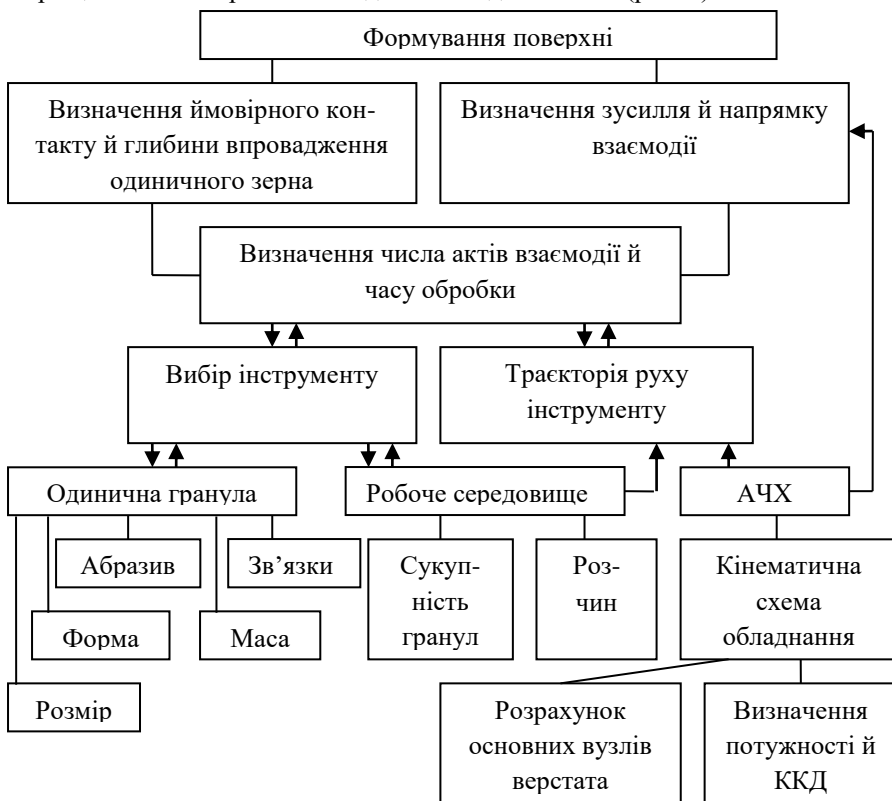 Формування поверхні
Визначення ймовірного кон-
такту й глибини впровадження
одиничного зерна
Визначення зусилля й напрямку
взаємодії
Визначення числа актів взаємодії й
часу обробки
Вибір інструменту
Траєкторія руху
інструменту
Одинична гранула
Робоче середовище
АЧХ
Абразив
Зв’язки
Сукуп-
ність
гранул
Роз-
чин
Кінематична
схема
обладнання
Форма
Маса
Розмір
Розрахунок
основних вузлів
верстата
Визначення
потужності й
ККД